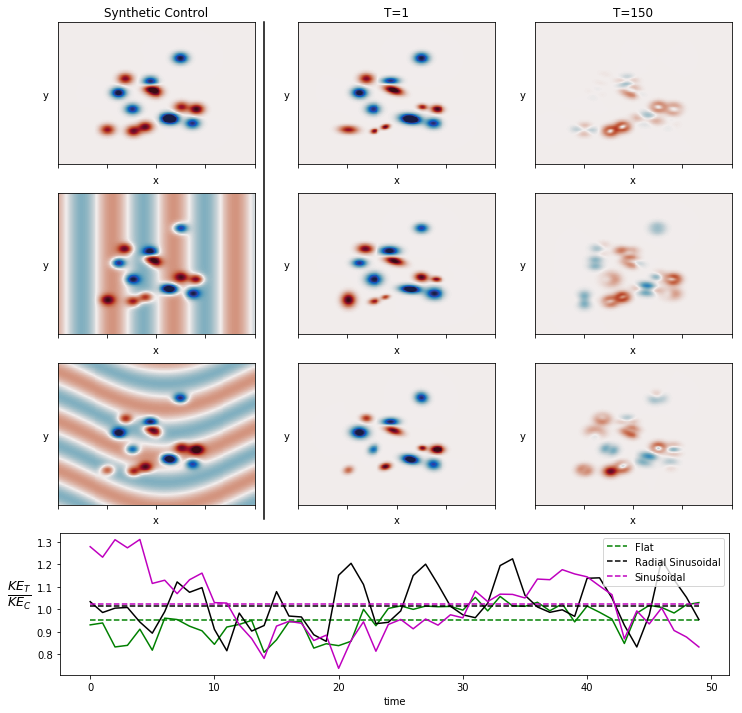 Synthetic Control T=1 T=150
y y y
x x x
y y y
x x x
y y y
x x x
1.3
1.2
1.1
1.0
0.9
0.8
KE_T
KE_C
Flat
Radial Sinusoidal
Sinusoidal
0 10 20 30 40 50
time